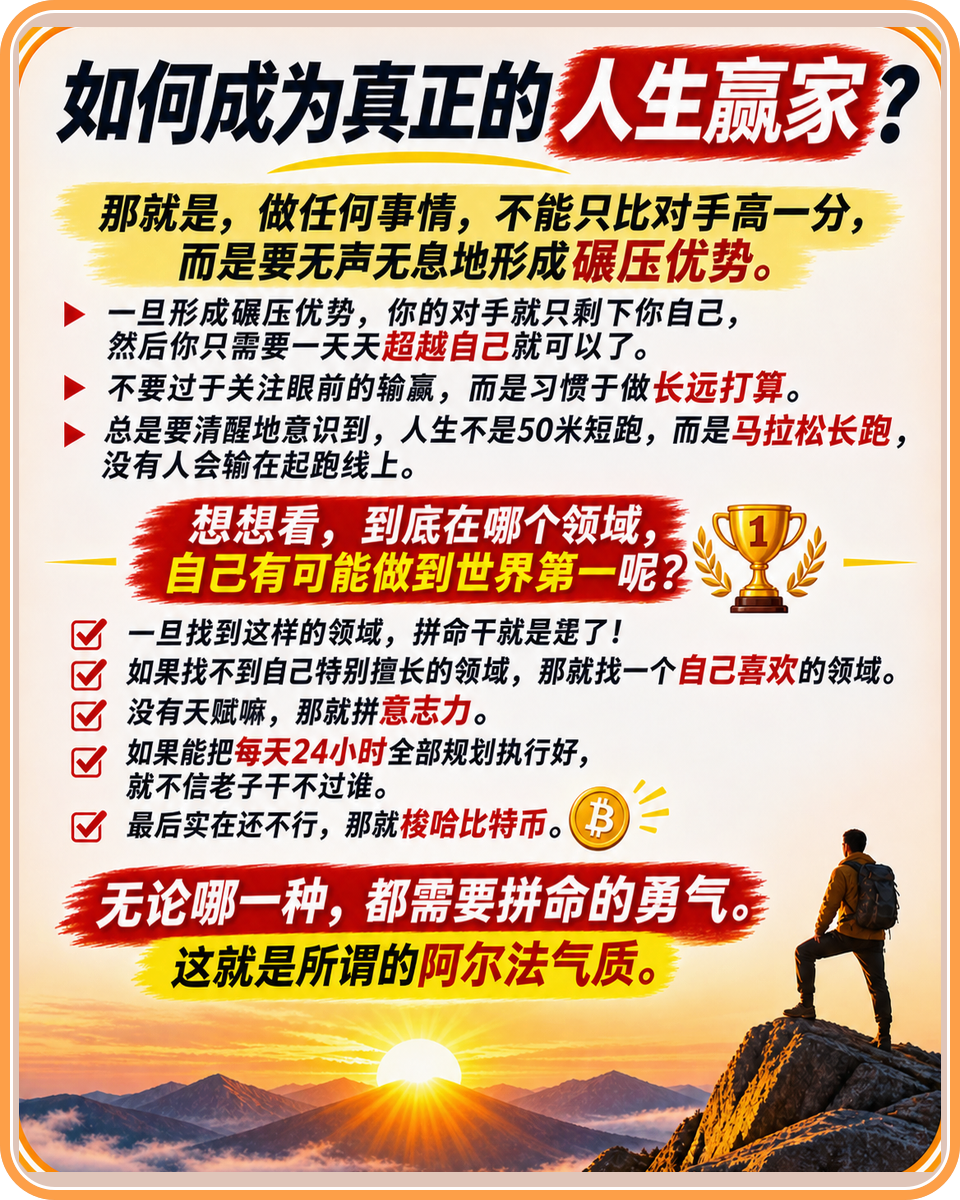 如何成为真正的人生赢家？
那就是，做任何事情，不能只比对手高一分，
而是要无声无息地形成碾压优势。
一旦形成碾压优势，你的对手就只剩下你自己，
然后你只需要一天天超越自己就可以了。
不要过于关注眼前的输赢，而是习惯于做长远打算。
总是要清醒地意识到，人生不是50米短跑，而是马拉松长跑，
没有人会输在起跑线上。
想想看，到底在哪个领域，
自己有可能做到世界第一呢？
1
一旦找到这样的领域，拼命干就是了！
如果找不到自己特别擅长的领域，那就找一个自己喜欢的领域。
没有天赋嘛，那就拼意志力。
如果能把每天24小时全部规划执行好，
就不信老子干不过谁。
最后实在还不行，那就梭哈比特币。
₿
无论哪一种，都需要拼命的勇气。
这就是所谓的阿尔法气质。